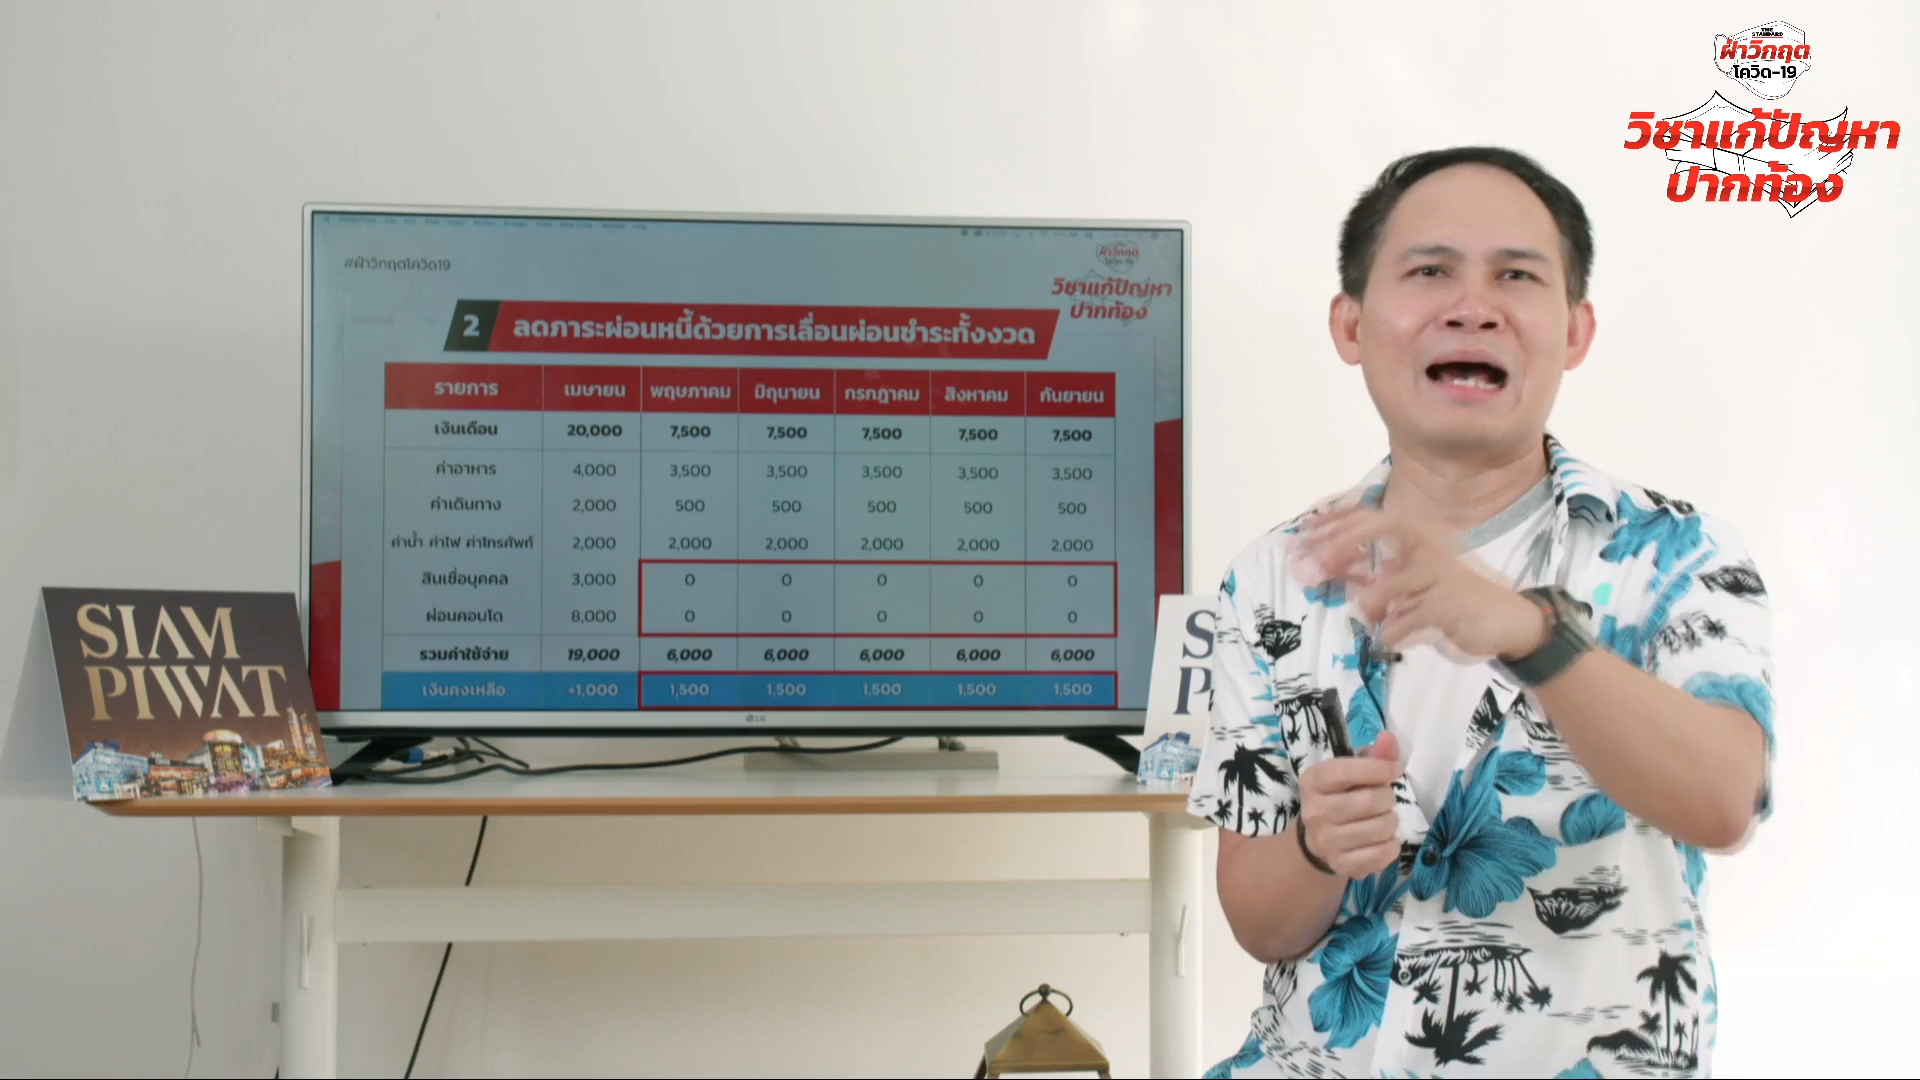 THE
STANDARD
ฝ่าวิกฤต
โควิด-19
วิชาแก้ปัญหา
ปากท้อง
#ฝ่าวิกฤตโควิด19
ฝ่าวิกฤต
โควิด-19
วิชาแก้ปัญหา
ปากท้อง
2 ลดภาระผ่อนหนี้ด้วยการเลื่อนผ่อนชำระทั้งงวด
รายการ เมษายน พฤษภาคม มิถุนายน กรกฎาคม สิงหาคม กันยายน
เงินเดือน 20,000 7,500 7,500 7,500 7,500 7,500
ค่าอาหาร 4,000 3,500 3,500 3,500 3,500 3,500
ค่าเดินทาง 2,000 500 500 500 500 500
ค่าน้ำ ค่าไฟ ค่าโทรศัพท์ 2,000 2,000 2,000 2,000 2,000 2,000
สินเชื่อบุคคล 3,000 0 0 0 0 0
ผ่อนคอนโด 8,000 0 0 0 0 0
รวมค่าใช้จ่าย 19,000 6,000 6,000 6,000 6,000 6,000
เงินคงเหลือ +1,000 1,500 1,500 1,500 1,500 1,500
LG
SIAM
PIWAT
S
P